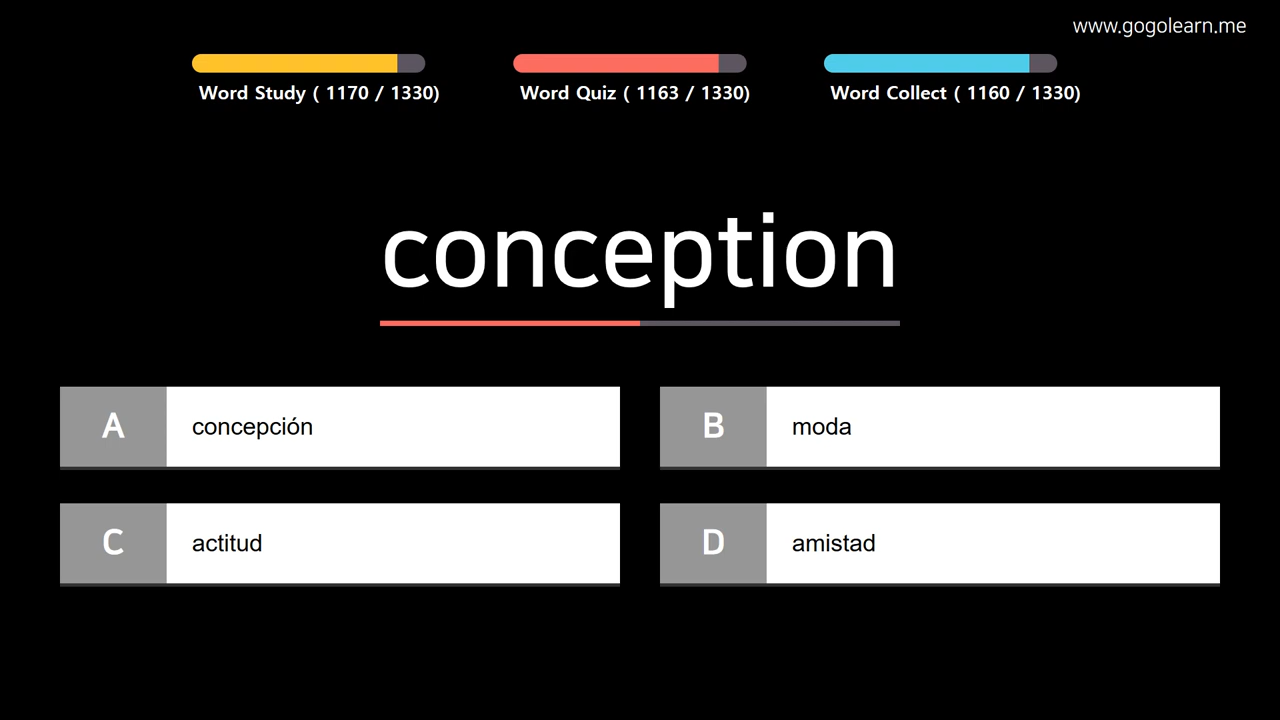 www.gogolearn.me
Word Study ( 1170 / 1330)
Word Quiz ( 1163 / 1330)
Word Collect ( 1160 / 1330)
conception
A concepción
B moda
C actitud
D amistad